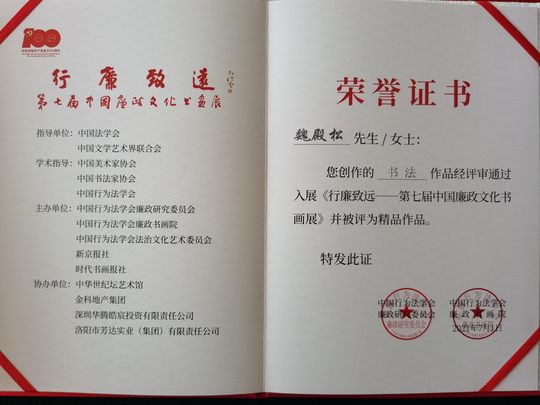 100
行廉致远
第七届中国廉政文化书画展
指导单位：中国法学会
中国文学艺术界联合会
学术指导：中国美术家协会
中国书法家协会
中国行为法学会
主办单位：中国行为法学会廉政研究委员会
中国行为法学会廉政书画院
中国行为法学会法治文化艺术委员会
新京报社
时代书画报社
协办单位：中华世纪坛艺术馆
金科地产集团
深圳华腾皓宸投资有限责任公司
洛阳市芳达实业（集团）有限责任公司
荣誉证书
魏殿松 先生/女士：
您创作的 书法 作品经评审通过
入展《行廉致远——第七届中国廉政文化书
画展》并被评为精品作品。
特发此证
中国行为法学会 中国行为法学会
廉政研究委员会 廉政书画院
2021年7月1日